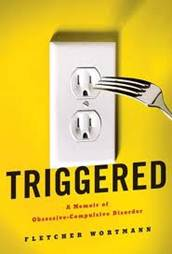 TRIGGERED
A Memoir of
Obsessive-Compulsive Disorder
FLETCHER WORTMANN